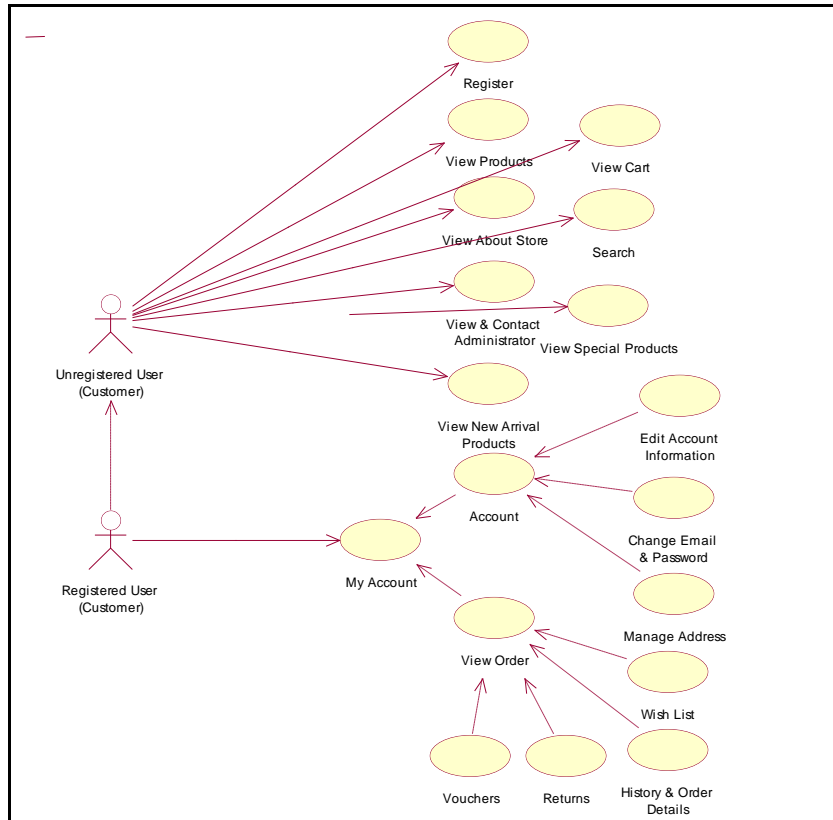 Register
View Products
View Cart
View About Store
Search
View & Contact
Administrator
View Special Products
Unregistered User
(Customer)
View New Arrival
Products
Edit Account
Information
Account
Change Email
& Password
My Account
Registered User
(Customer)
Manage Address
View Order
Wish List
Vouchers
Returns
History & Order
Details